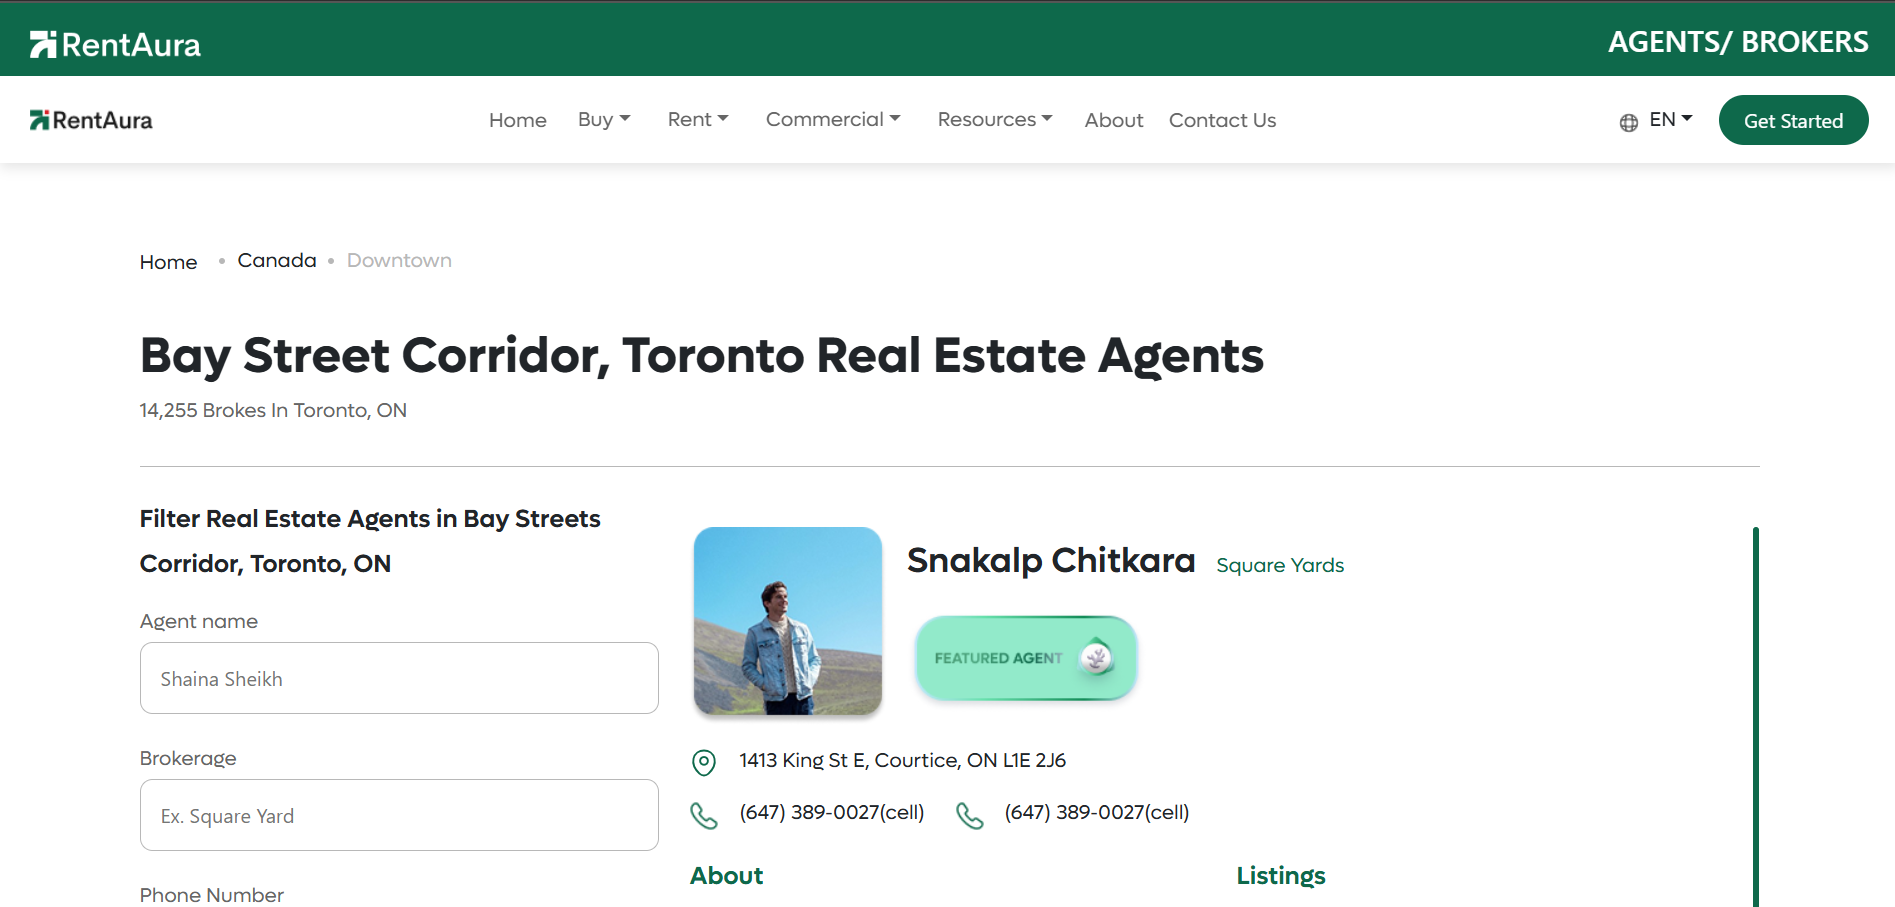 RentAura
AGENTS/ BROKERS
RentAura
Home Buy Rent Commercial Resources About Contact Us
EN
Get Started
Home • Canada • Downtown
Bay Street Corridor, Toronto Real Estate Agents
14,255 Brokes In Toronto, ON
Filter Real Estate Agents in Bay Streets
Corridor, Toronto, ON
Agent name
Shaina Sheikh
Brokerage
Ex. Square Yard
Phone Number
Snakalp Chitkara Square Yards
FEATURED AGENT
1413 King St E, Courtice, ON L1E 2J6
(647) 389-0027(cell) (647) 389-0027(cell)
About
Listings